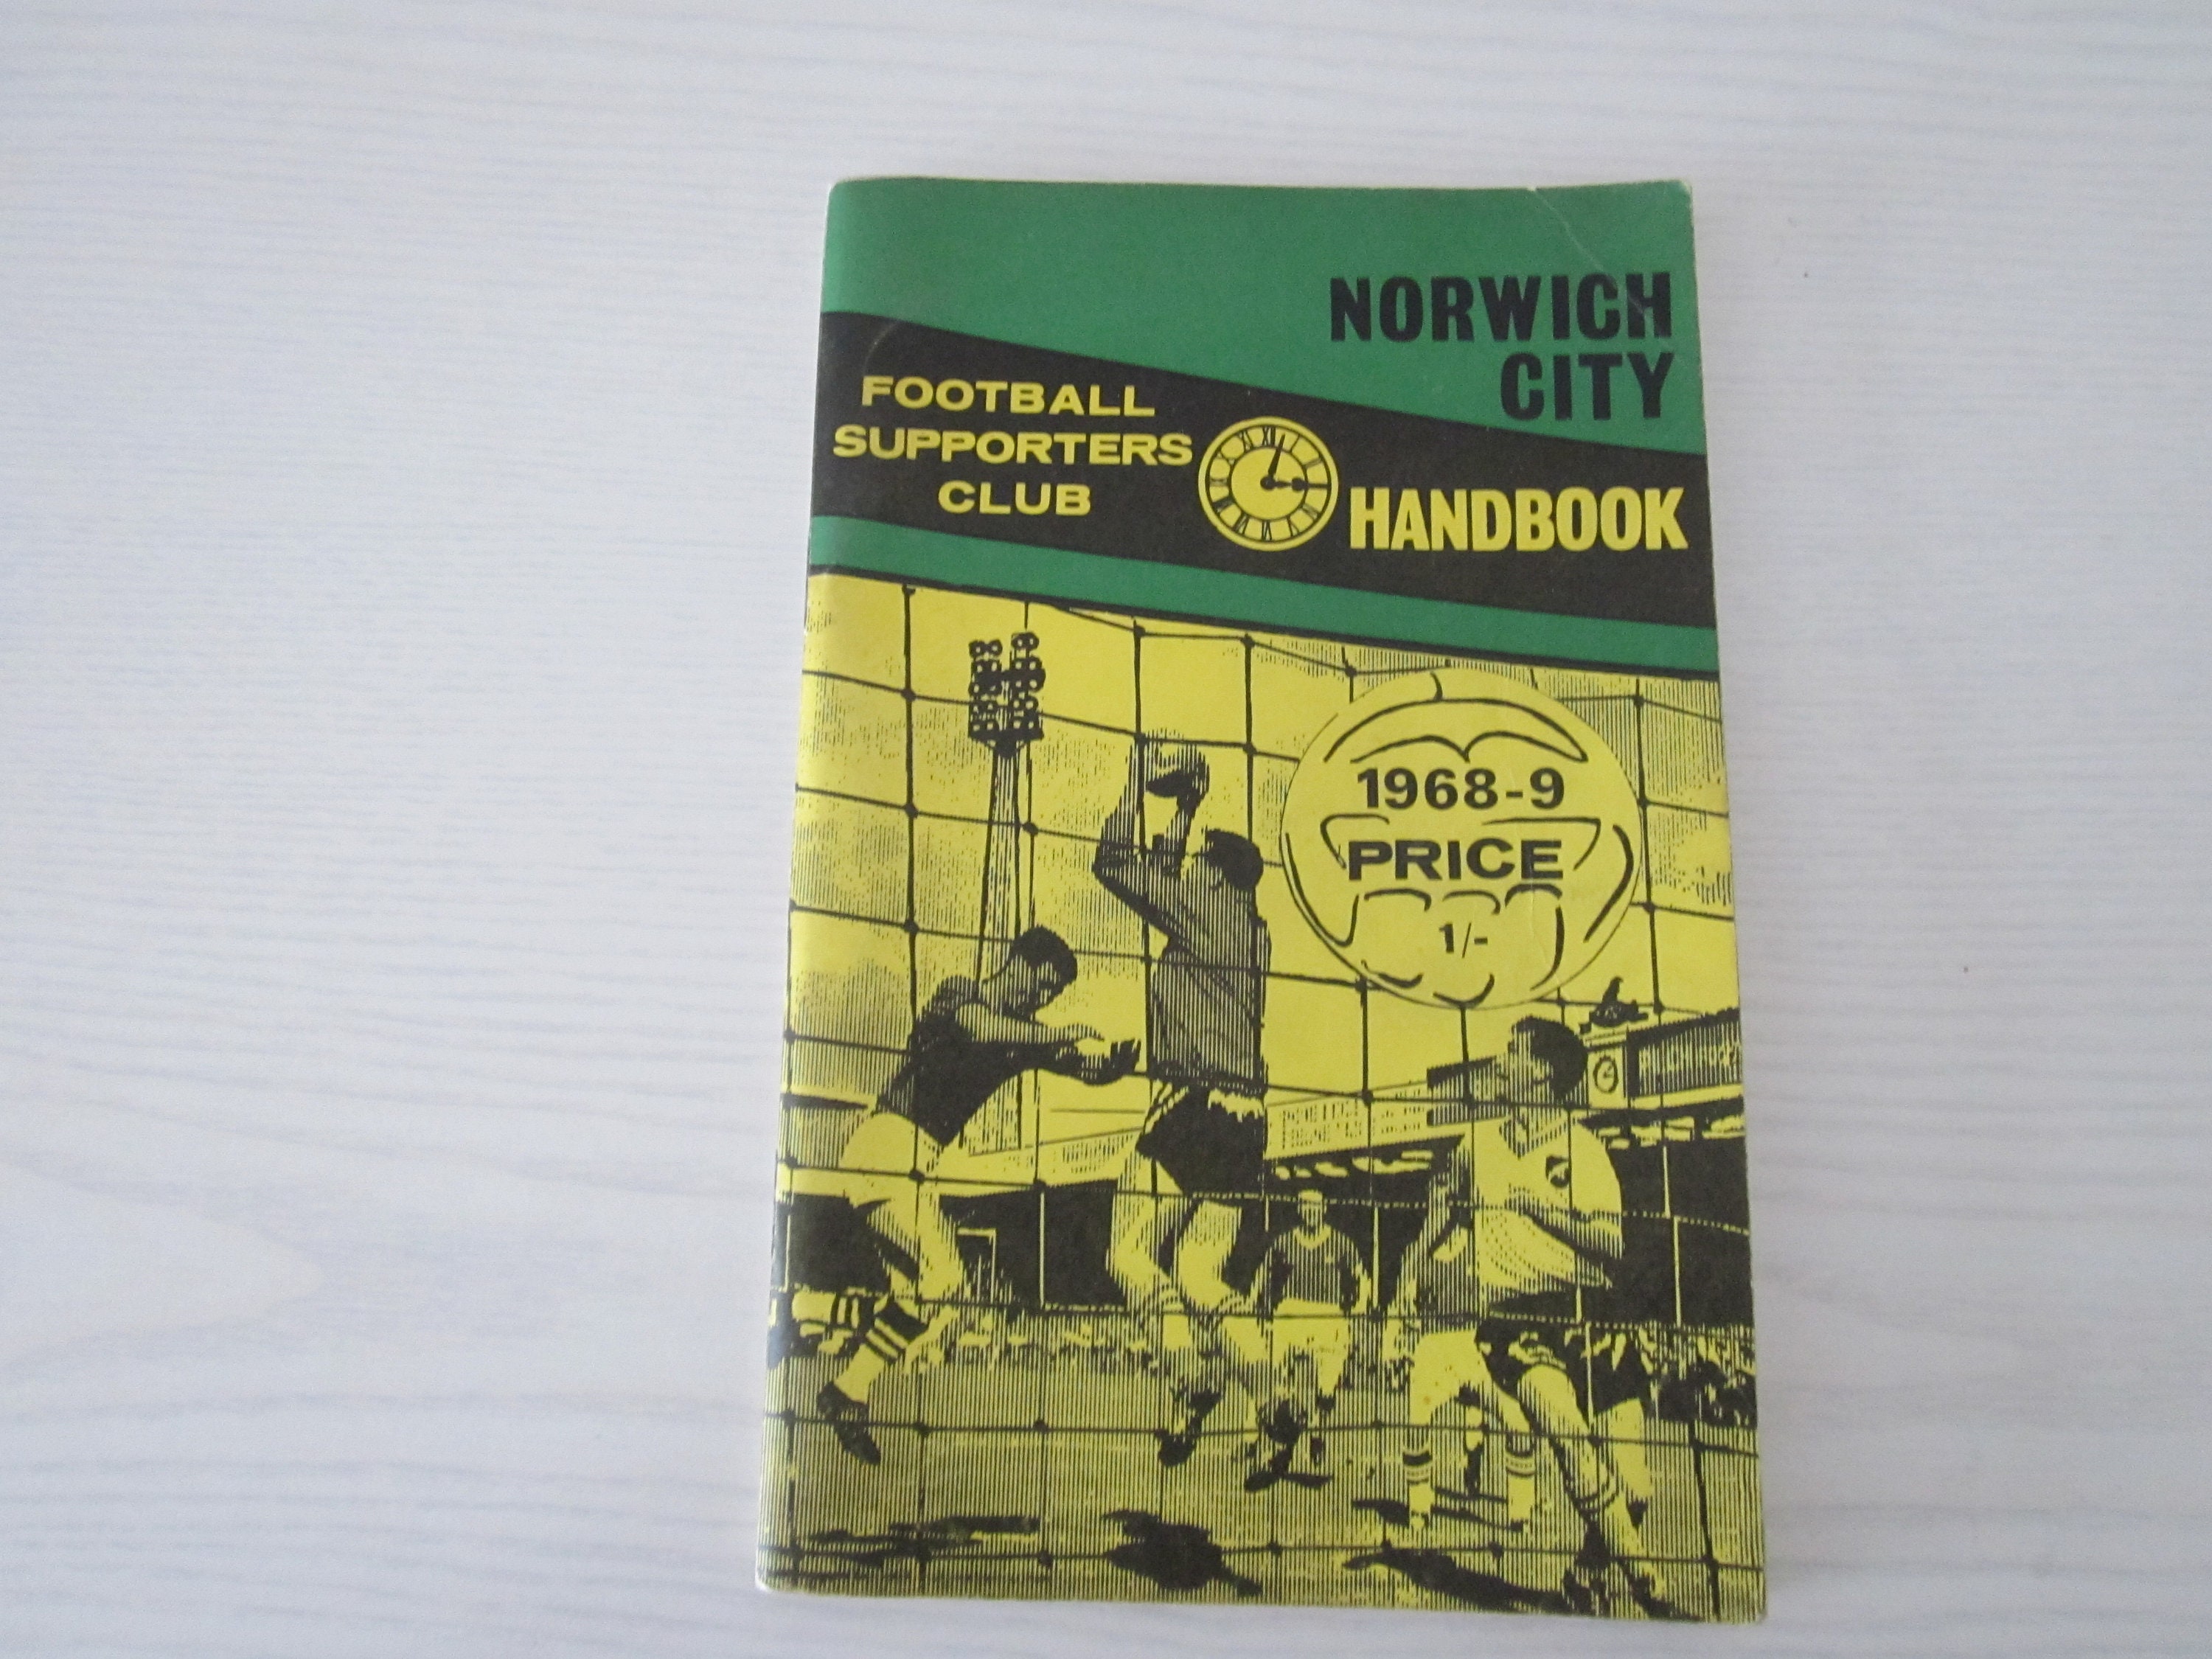 NORWICH
CITY
FOOTBALL
SUPPORTERS
CLUB
HANDBOOK
1968-9
PRICE
1/-